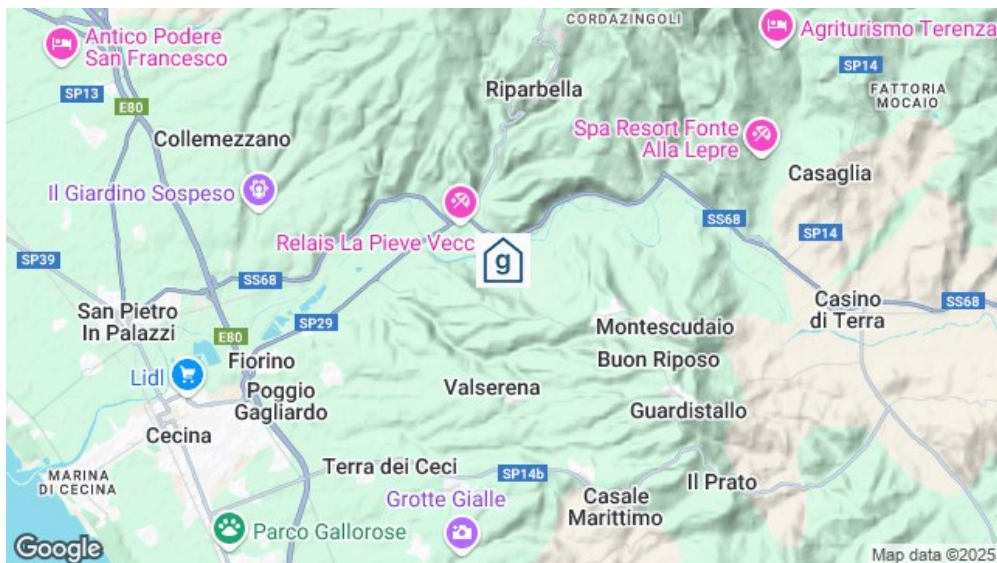 CORDAZINGOLI
Antico Podere
San Francesco
Agriturismo Terenza
SP14
SP13
Riparbella
FATTORIA
MOCAIO
E80
Spa Resort Fonte
Alla Lepre
Collemezzano
Casaglia
Il Giardino Sospeso
SP14
Relais La Pieve Vecc
g
SP39
SS68
SS68
SS68
San Pietro
In Palazzi
SP29
Casino
di Terra
Montescudaio
E80
Fiorino
Buon Riposo
Lidl
Poggio
Gagliardo
Valserena
Guardistallo
Cecina
MARINA
DI CECINA
Terra dei Ceci
SP14b
Il Prato
Grotte Gialle
Casale
Marittimo
Parco Gallorose
Google
Map data ©2025